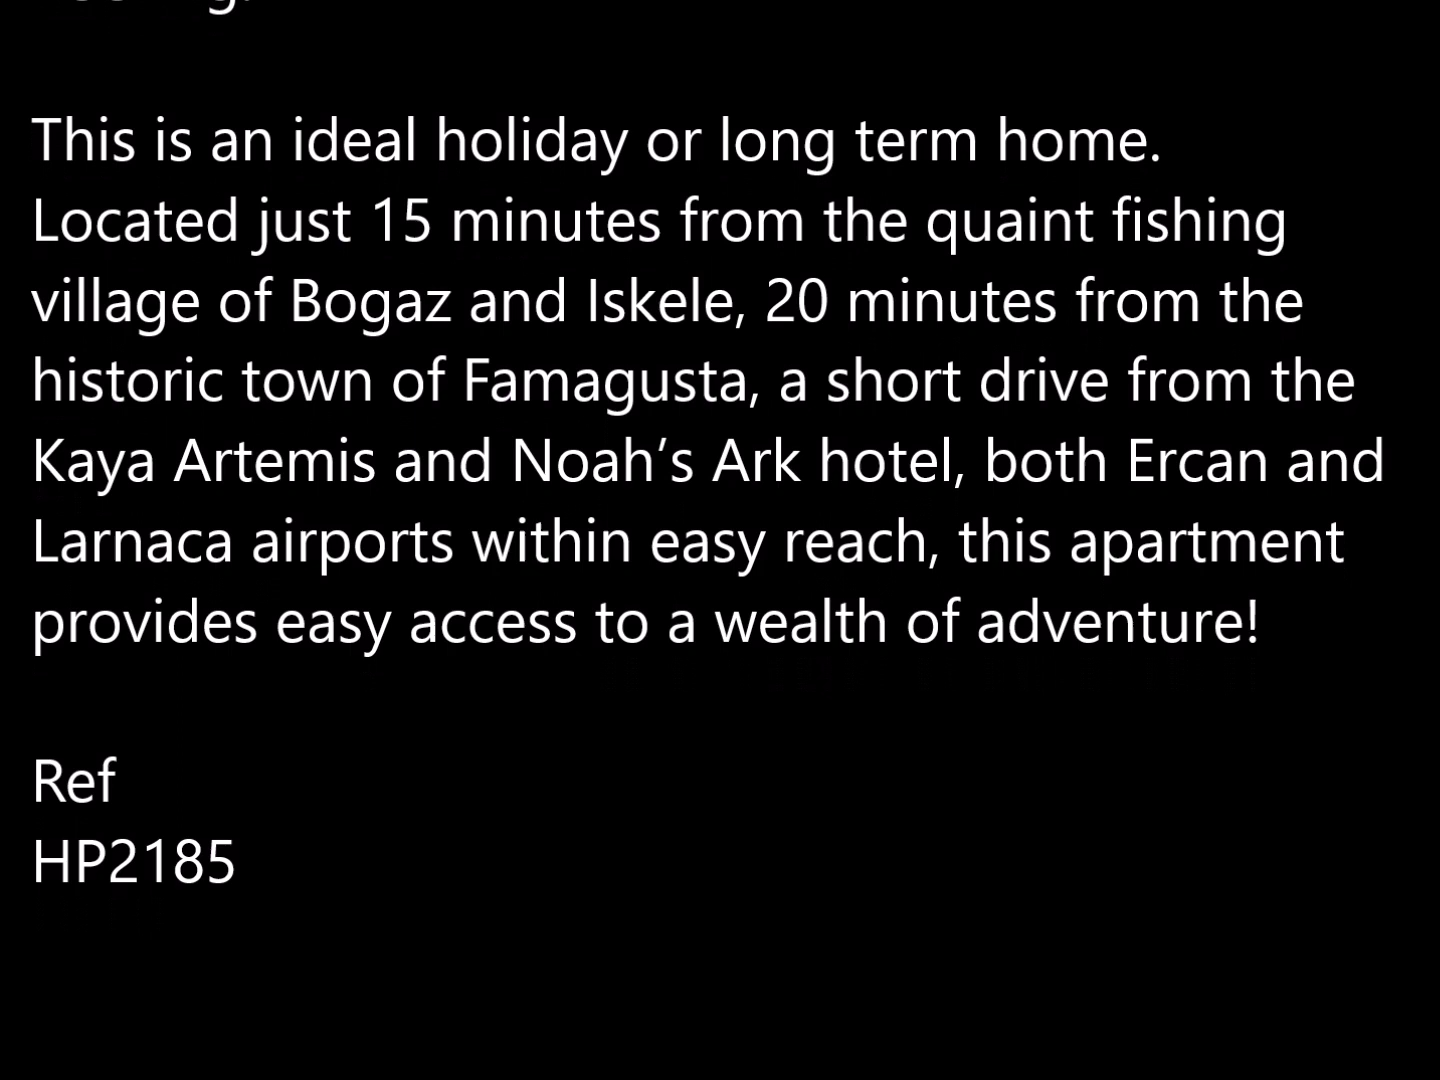 This is an ideal holiday or long term home.
Located just 15 minutes from the quaint fishing
village of Bogaz and Iskele, 20 minutes from the
historic town of Famagusta, a short drive from the
Kaya Artemis and Noah’s Ark hotel, both Ercan and
Larnaca airports within easy reach, this apartment
provides easy access to a wealth of adventure!
Ref
HP2185